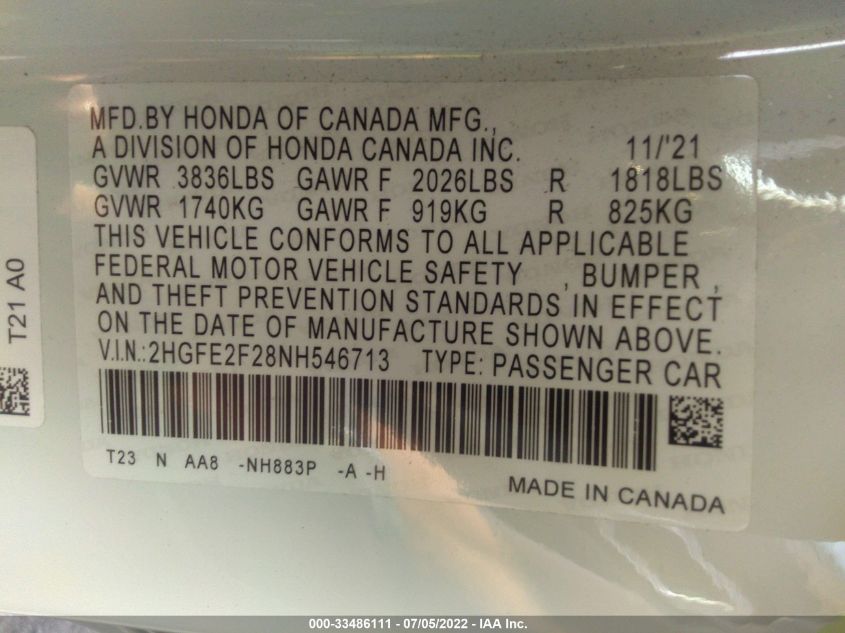 MFD.BY HONDA OF CANADA MFG.,
A DIVISION OF HONDA CANADA INC. 11/'21
GVWR 3836LBS GAWR F 2026LBS R 1818LBS
GVWR 1740KG GAWR F 919KG R 825KG
THIS VEHICLE CONFORMS TO ALL APPLICABLE
FEDERAL MOTOR VEHICLE SAFETY , BUMPER ,
AND THEFT PREVENTION STANDARDS IN EFFECT
ON THE DATE OF MANUFACTURE SHOWN ABOVE.
V.I.N.:2HGFE2F28NH546713 TYPE: PASSENGER CAR
T23 N AA8 -NH883P -A -H
MADE IN CANADA
T21 A0
000-33486111 - 07/05/2022 - IAA Inc.